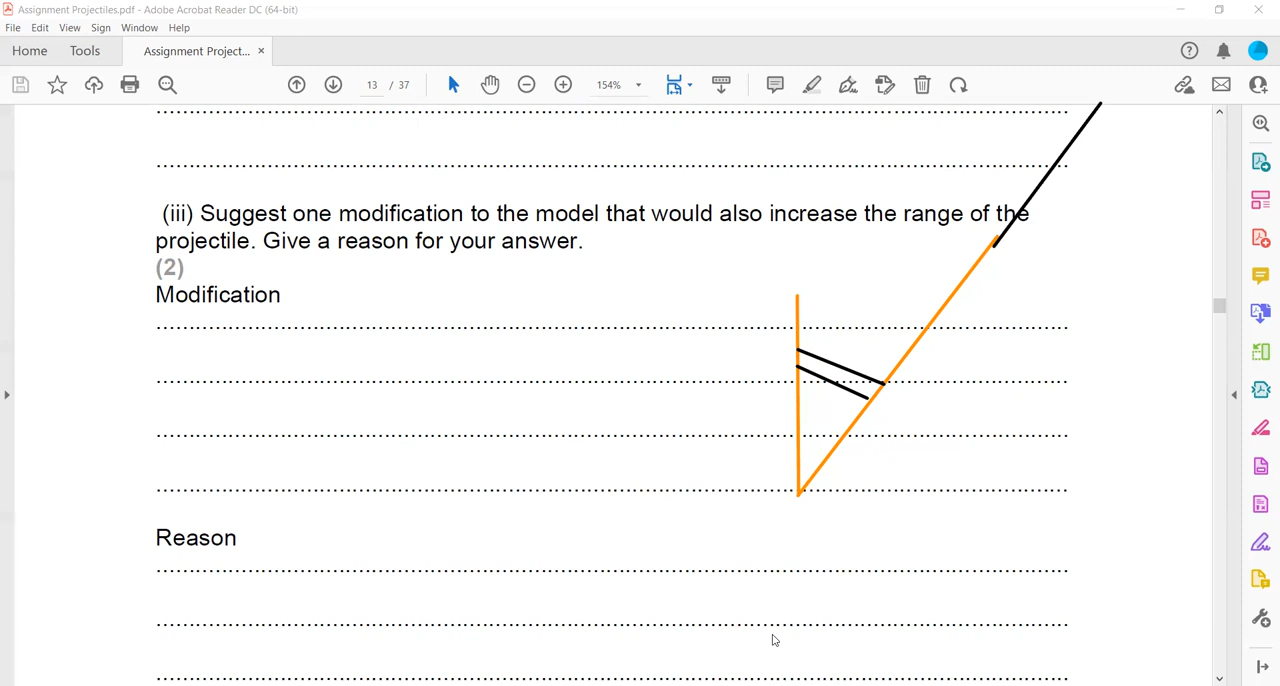 Assignment Projectiles.pdf - Adobe Acrobat Reader DC (64-bit)
File Edit View Sign Window Help
Home Tools Assignment Project... ×
13 / 37 154%
(iii) Suggest one modification to the model that would also increase the range of the
projectile. Give a reason for your answer.
(2)
Modification
Reason